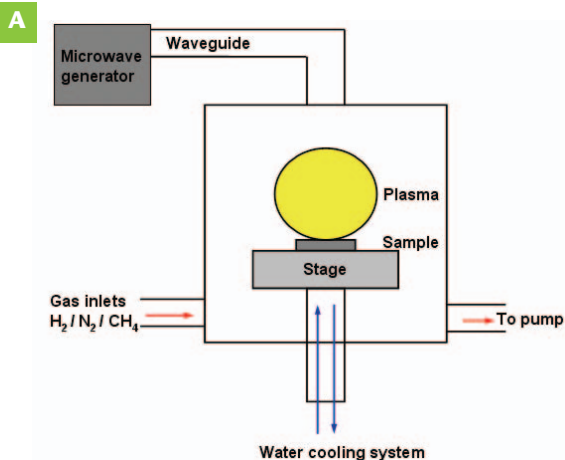 A
Waveguide
Microwave
generator
Plasma
Sample
Stage
Gas inlets
H₂ / N₂ / CH₄
To pump
Water cooling system